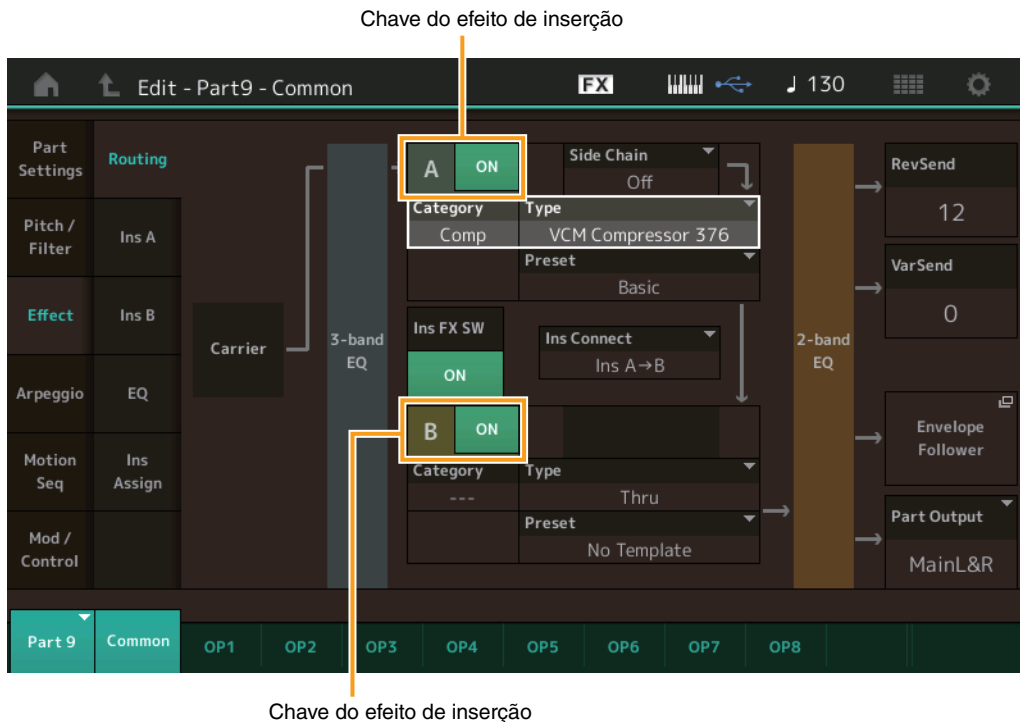 Chave do efeito de inserção
Edit - Part9 - Common
FX
♩ 130
Part
Settings
Routing
A
ON
Side Chain
Off
RevSend
12
Category
Comp
Type
VCM Compressor 376
Preset
Basic
Pitch /
Filter
Ins A
VarSend
0
Effect
Ins B
Carrier
3-band
EQ
Ins FX SW
ON
Ins Connect
Ins A→B
2-band
EQ
Arpeggio
EQ
B
ON
Envelope
Follower
Motion
Seq
Ins
Assign
Category
---
Type
Thru
Preset
No Template
Part Output
MainL&R
Mod /
Control
Part 9
Common
OP1
OP2
OP3
OP4
OP5
OP6
OP7
OP8
Chave do efeito de inserção